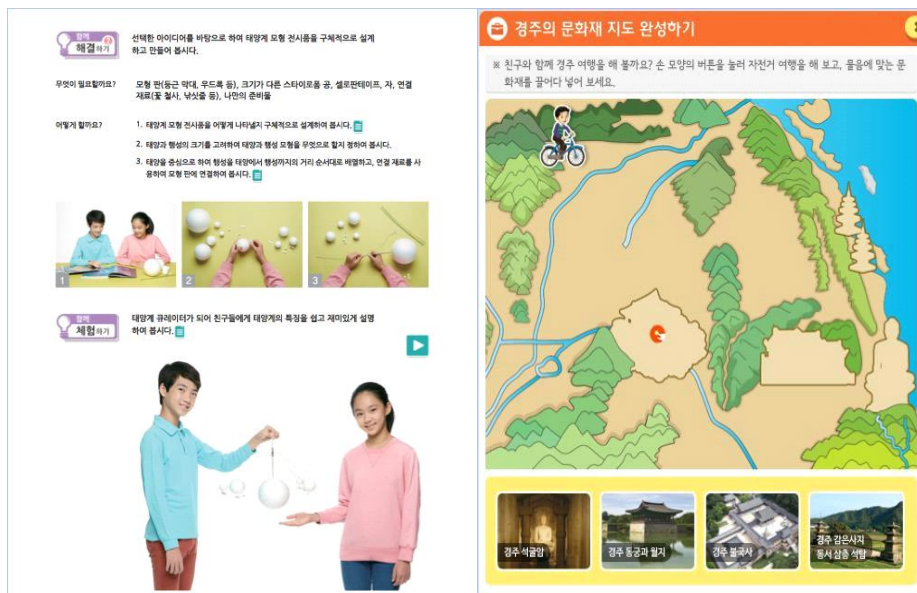 함께
해결하기 2
선택한 아이디어를 바탕으로 하여 태양계 모형 전시품을 구체적으로 설계
하고 만들어 봅시다.
무엇이 필요할까요?
모형 판(둥근 막대, 우드록 등), 크기가 다른 스타이로폼 공, 셀로판테이프, 자, 연결
재료(꽃 철사, 낚싯줄 등), 나만의 준비물
어떻게 할까요?
1. 태양계 모형 전시품을 어떻게 나타낼지 구체적으로 설계하여 봅시다.
2. 태양과 행성의 크기를 고려하여 태양과 행성 모형을 무엇으로 할지 정하여 봅시다.
3. 태양을 중심으로 하여 행성을 태양에서 행성까지의 거리 순서대로 배열하고, 연결 재료를 사
용하여 모형 판에 연결하여 봅시다.
1
2
3
함께
체험하기
태양계 큐레이터가 되어 친구들에게 태양계의 특징을 쉽고 재미있게 설명
하여 봅시다.
경주의 문화재 지도 완성하기
※ 친구와 함께 경주 여행을 해 볼까요? 손 모양의 버튼을 눌러 자전거 여행을 해 보고, 물음에 맞는 문
화재를 끌어다 넣어 보세요.
경주 석굴암
경주 동궁과 월지
경주 불국사
경주 감은사지
동서 삼층 석탑